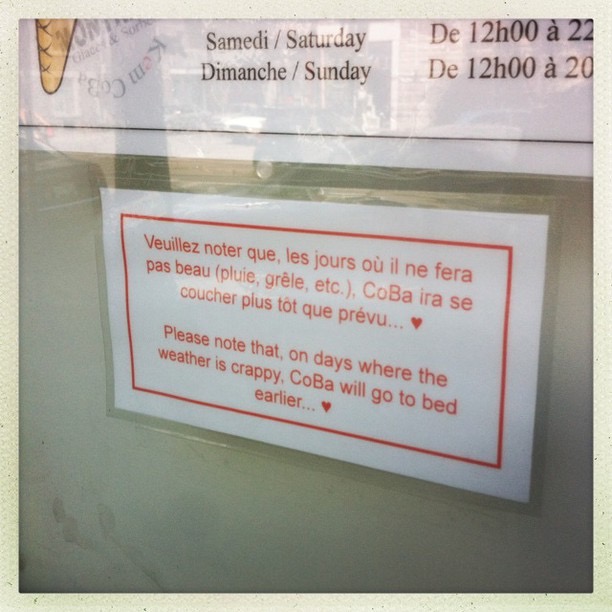 Kem CoBa
Samedi / Saturday De 12h00 à 22
Dimanche / Sunday De 12h00 à 20
Veuillez noter que, les jours où il ne fera
pas beau (pluie, grêle, etc.), CoBa ira se
coucher plus tôt que prévu... ♥
Please note that, on days where the
weather is crappy, CoBa will go to bed
earlier... ♥